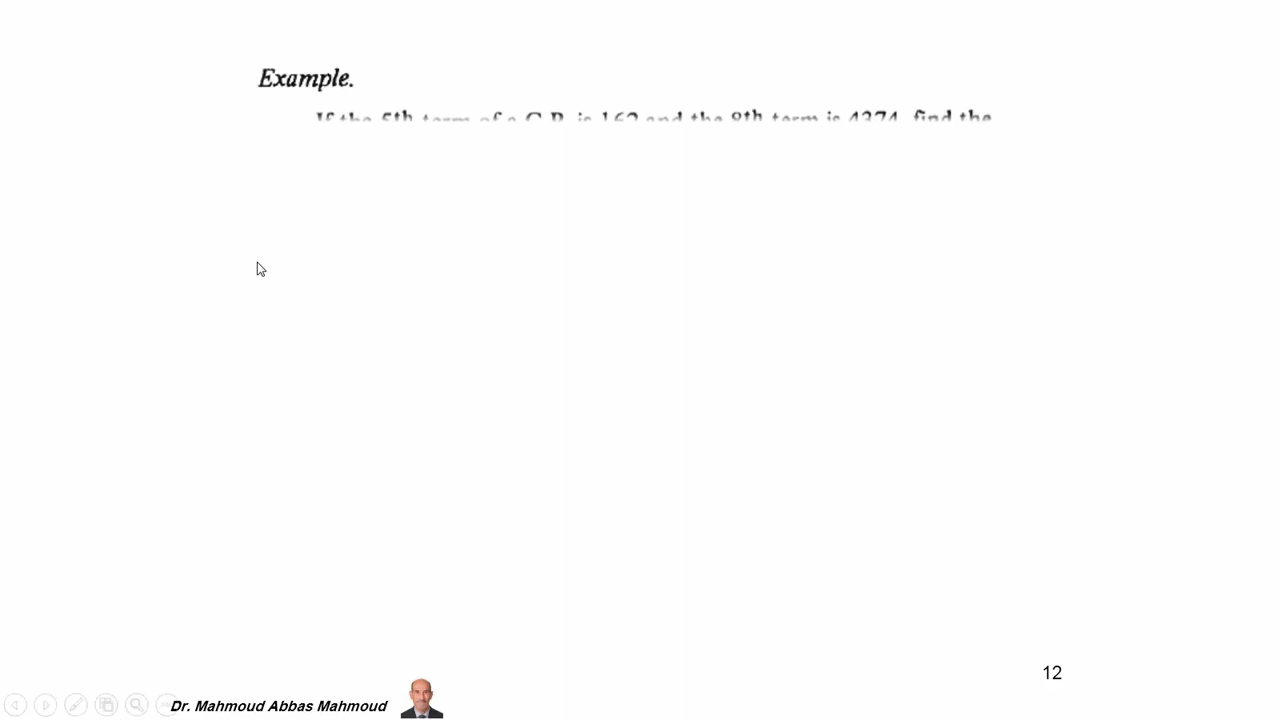 Example.
If the 5th term of a G.P. is 162 and the 8th term is 4374, find the
12
Dr. Mahmoud Abbas Mahmoud